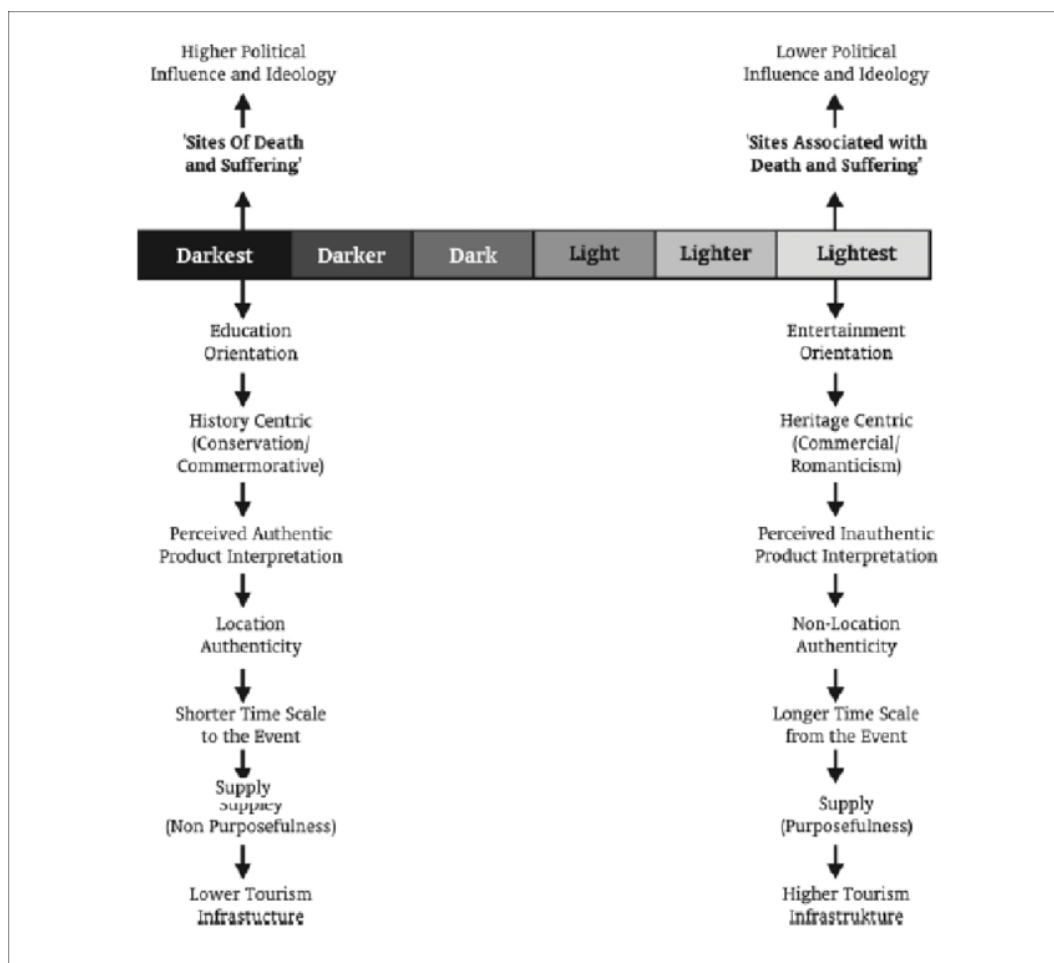 Higher Political
Influence and Ideology
Lower Political
Influence and Ideology
'Sites Of Death
and Suffering'
'Sites Associated with
Death and Suffering'
Darkest Darker Dark Light Lighter Lightest
Education
Orientation
Entertainment
Orientation
History Centric
(Conservation/
Commermorative)
Heritage Centric
(Commercial/
Romanticism)
Perceived Authentic
Product Interpretation
Perceived Inauthentic
Product Interpretation
Location
Authenticity
Non-Location
Authenticity
Shorter Time Scale
to the Event
Longer Time Scale
from the Event
Supply
Suppley
(Non Purposefulness)
Supply
(Purposefulness)
Lower Tourism
Infrastucture
Higher Tourism
Infrastrukture